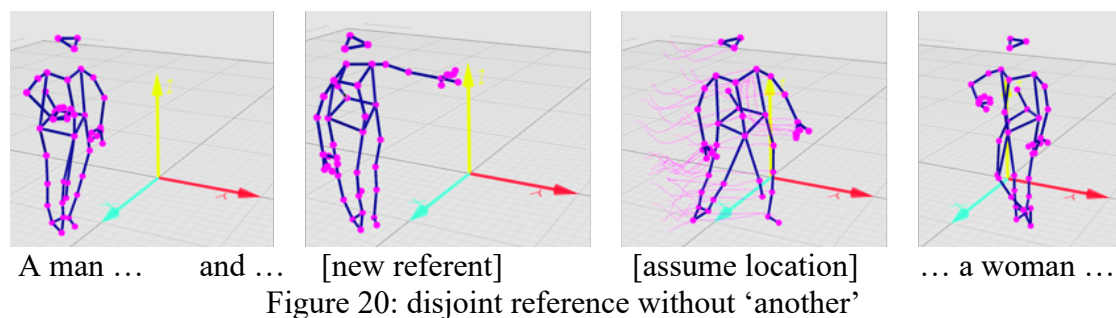 A man … and … [new referent] [assume location] … a woman …
Figure 20: disjoint reference without ‘another’